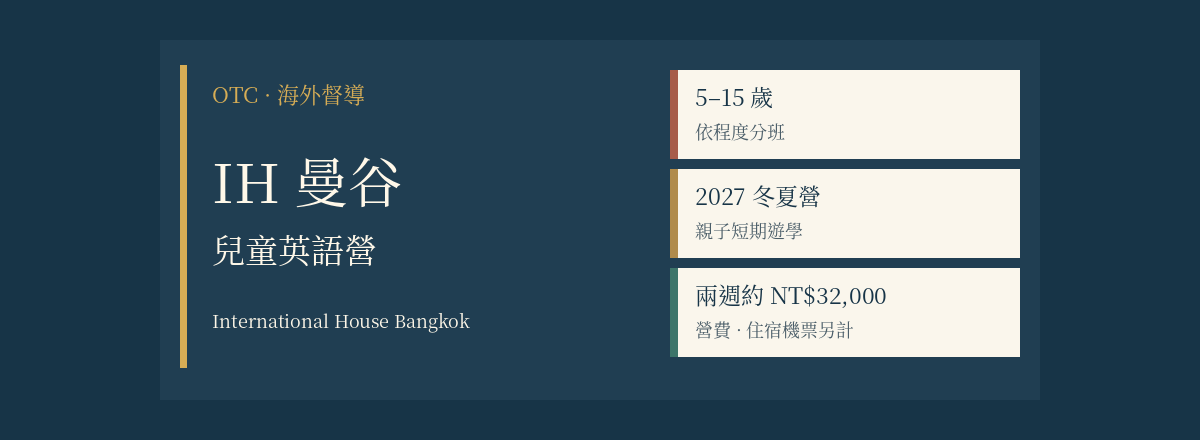 OTC · 海外督導
IH 曼谷
兒童英語營
International House Bangkok
5–15 歲
依程度分班
2027 冬夏營
親子短期遊學
兩週約 NT$32,000
營費 · 住宿機票另計